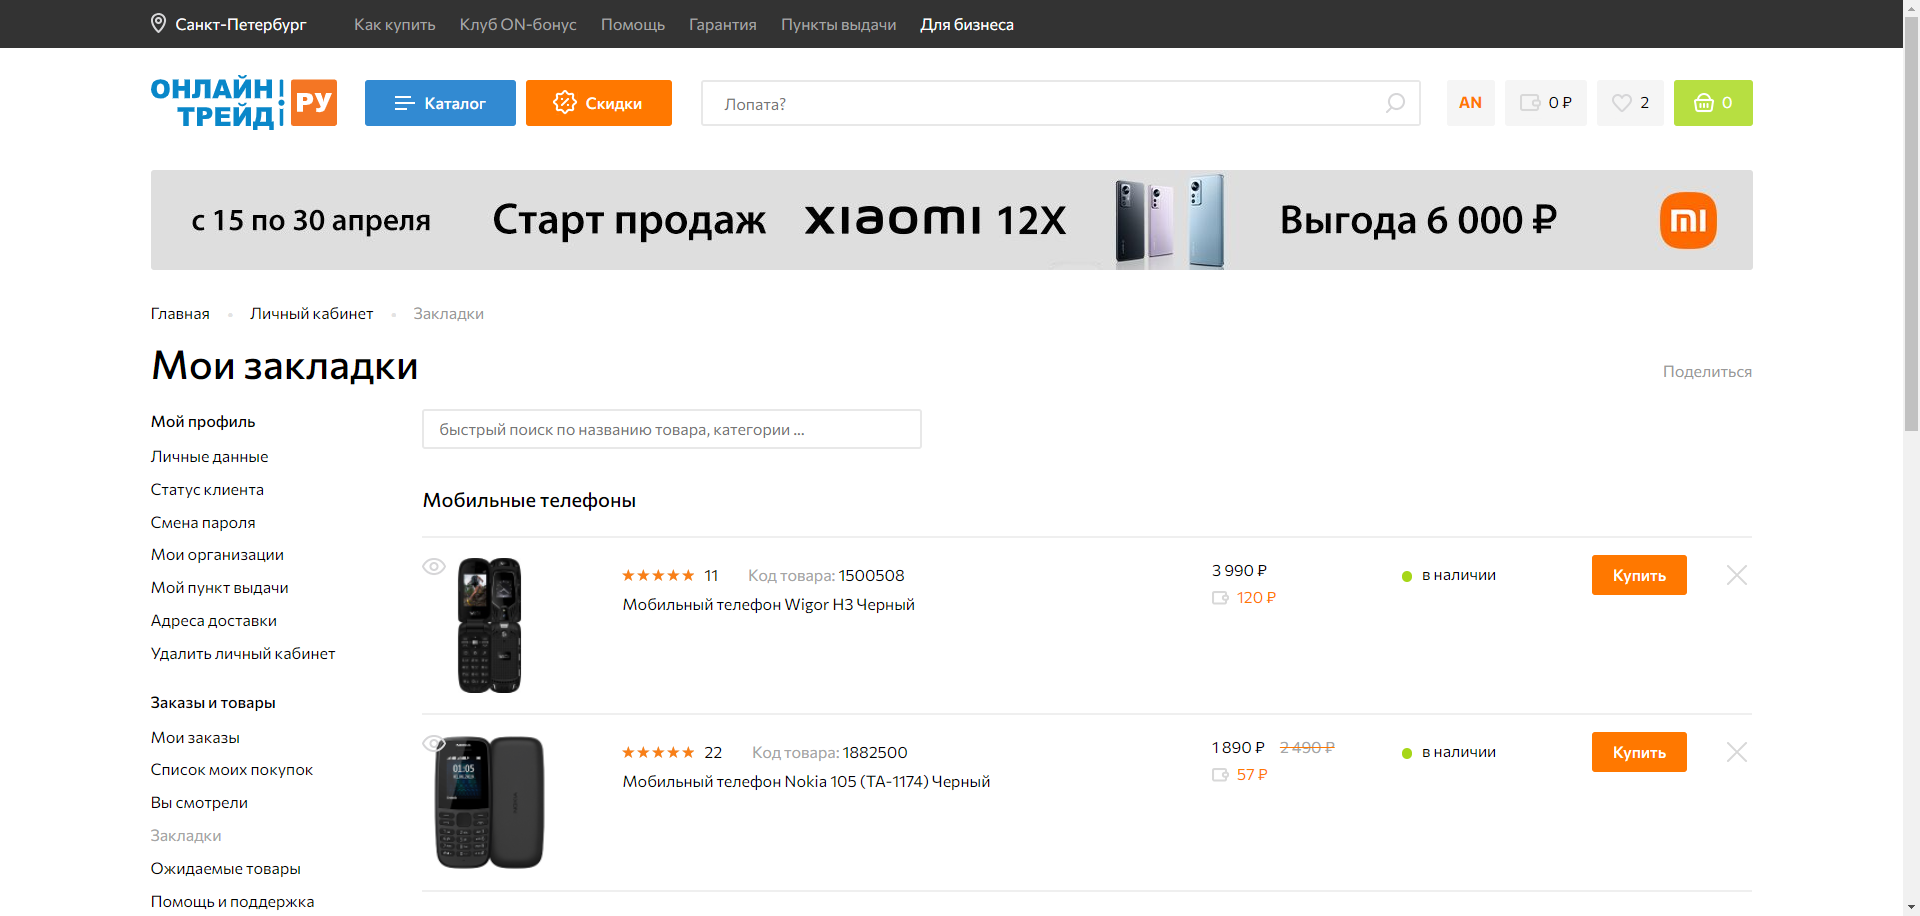 Санкт-Петербург Как купить Клуб ON-бонус Помощь Гарантия Пункты выдачи Для бизнеса
ОНЛАЙН ТРЕЙД РУ
Каталог
Скидки
Лопата?
AN
0 ₽
2
0
с 15 по 30 апреля Старт продаж xiaomi 12X Выгода 6 000 ₽
Главная Личный кабинет Закладки
Мои закладки
Поделиться
Мой профиль
Личные данные
Статус клиента
Смена пароля
Мои организации
Мой пункт выдачи
Адреса доставки
Удалить личный кабинет
Заказы и товары
Мои заказы
Список моих покупок
Вы смотрели
Закладки
Ожидаемые товары
Помощь и поддержка
быстрый поиск по названию товара, категории ...
Мобильные телефоны
11 Код товара: 1500508
Мобильный телефон Wigor H3 Черный
3 990 ₽
120 ₽
в наличии
Купить
22 Код товара: 1882500
Мобильный телефон Nokia 105 (TA-1174) Черный
1 890 ₽ 2 490 ₽
57 ₽
в наличии
Купить
01:05
NOKIA